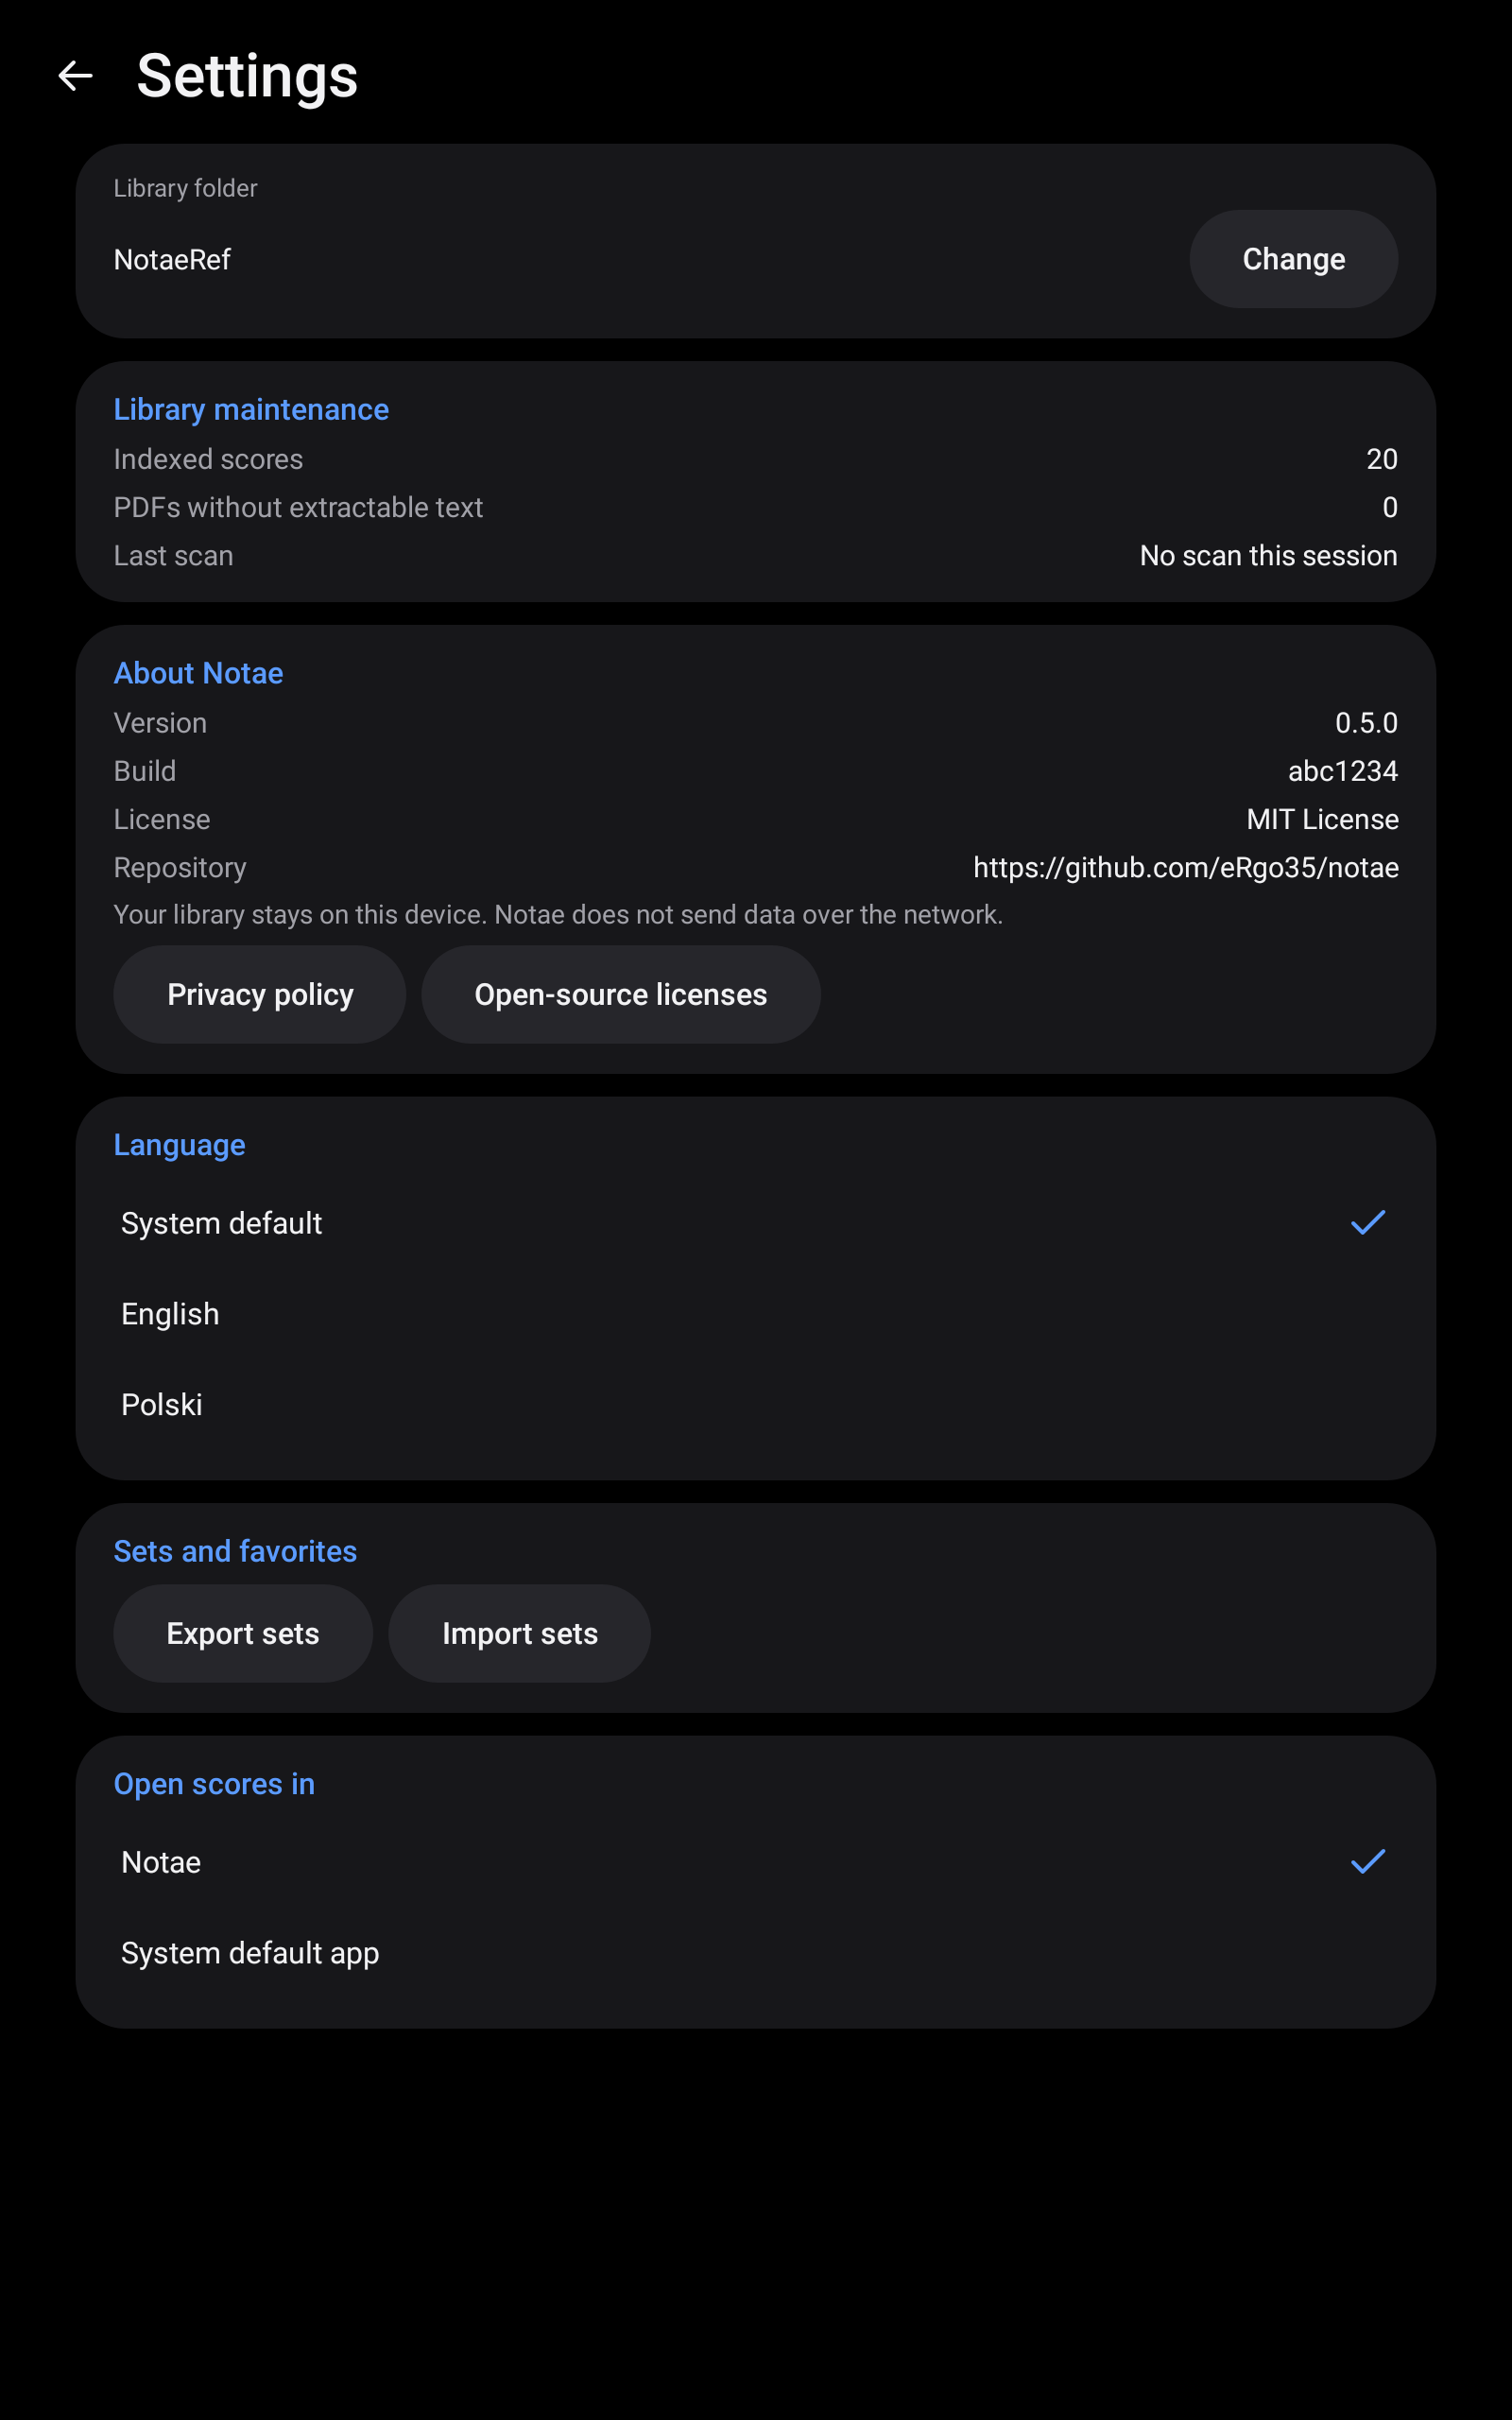 Settings
Library folder
NotaeRef
Change
Library maintenance
Indexed scores 20
PDFs without extractable text 0
Last scan No scan this session
About Notae
Version 0.5.0
Build abc1234
License MIT License
Repository https://github.com/eRgo35/notae
Your library stays on this device. Notae does not send data over the network.
Privacy policy Open-source licenses
Language
System default
English
Polski
Sets and favorites
Export sets Import sets
Open scores in
Notae
System default app